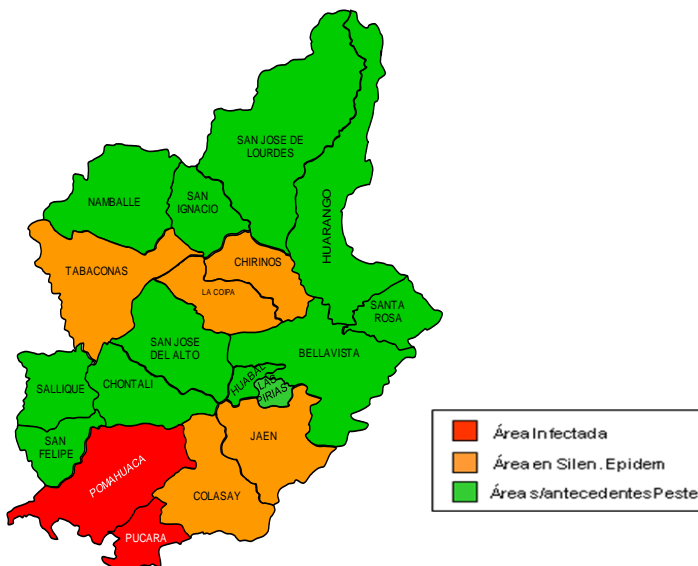 SAN JOSE DE
LOURDES
NAMBALLE
SAN
IGNACIO
HUARANGO
TABACONAS
CHIRINOS
LA COIPA
SANTA
ROSA
SAN JOSE
DEL ALTO
BELLAVISTA
SALLIQUE
CHONTALI
HUABAL
LAS
PIRIAS
SAN
FELIPE
JAEN
POMAHUACA
COLASAY
PUCARA
Área Infectada
Área en Silen. Epidem
Área s/antecedentes Peste